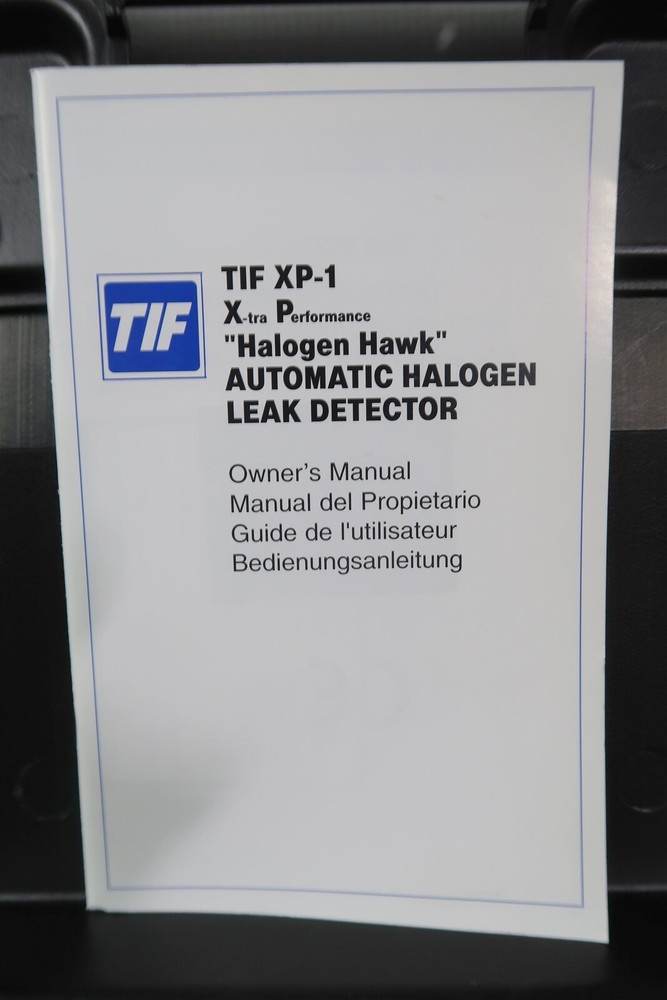 TIF
TIF XP-1
X-tra Performance
"Halogen Hawk"
AUTOMATIC HALOGEN
LEAK DETECTOR
Owner's Manual
Manual del Propietario
Guide de l'utilisateur
Bedienungsanleitung